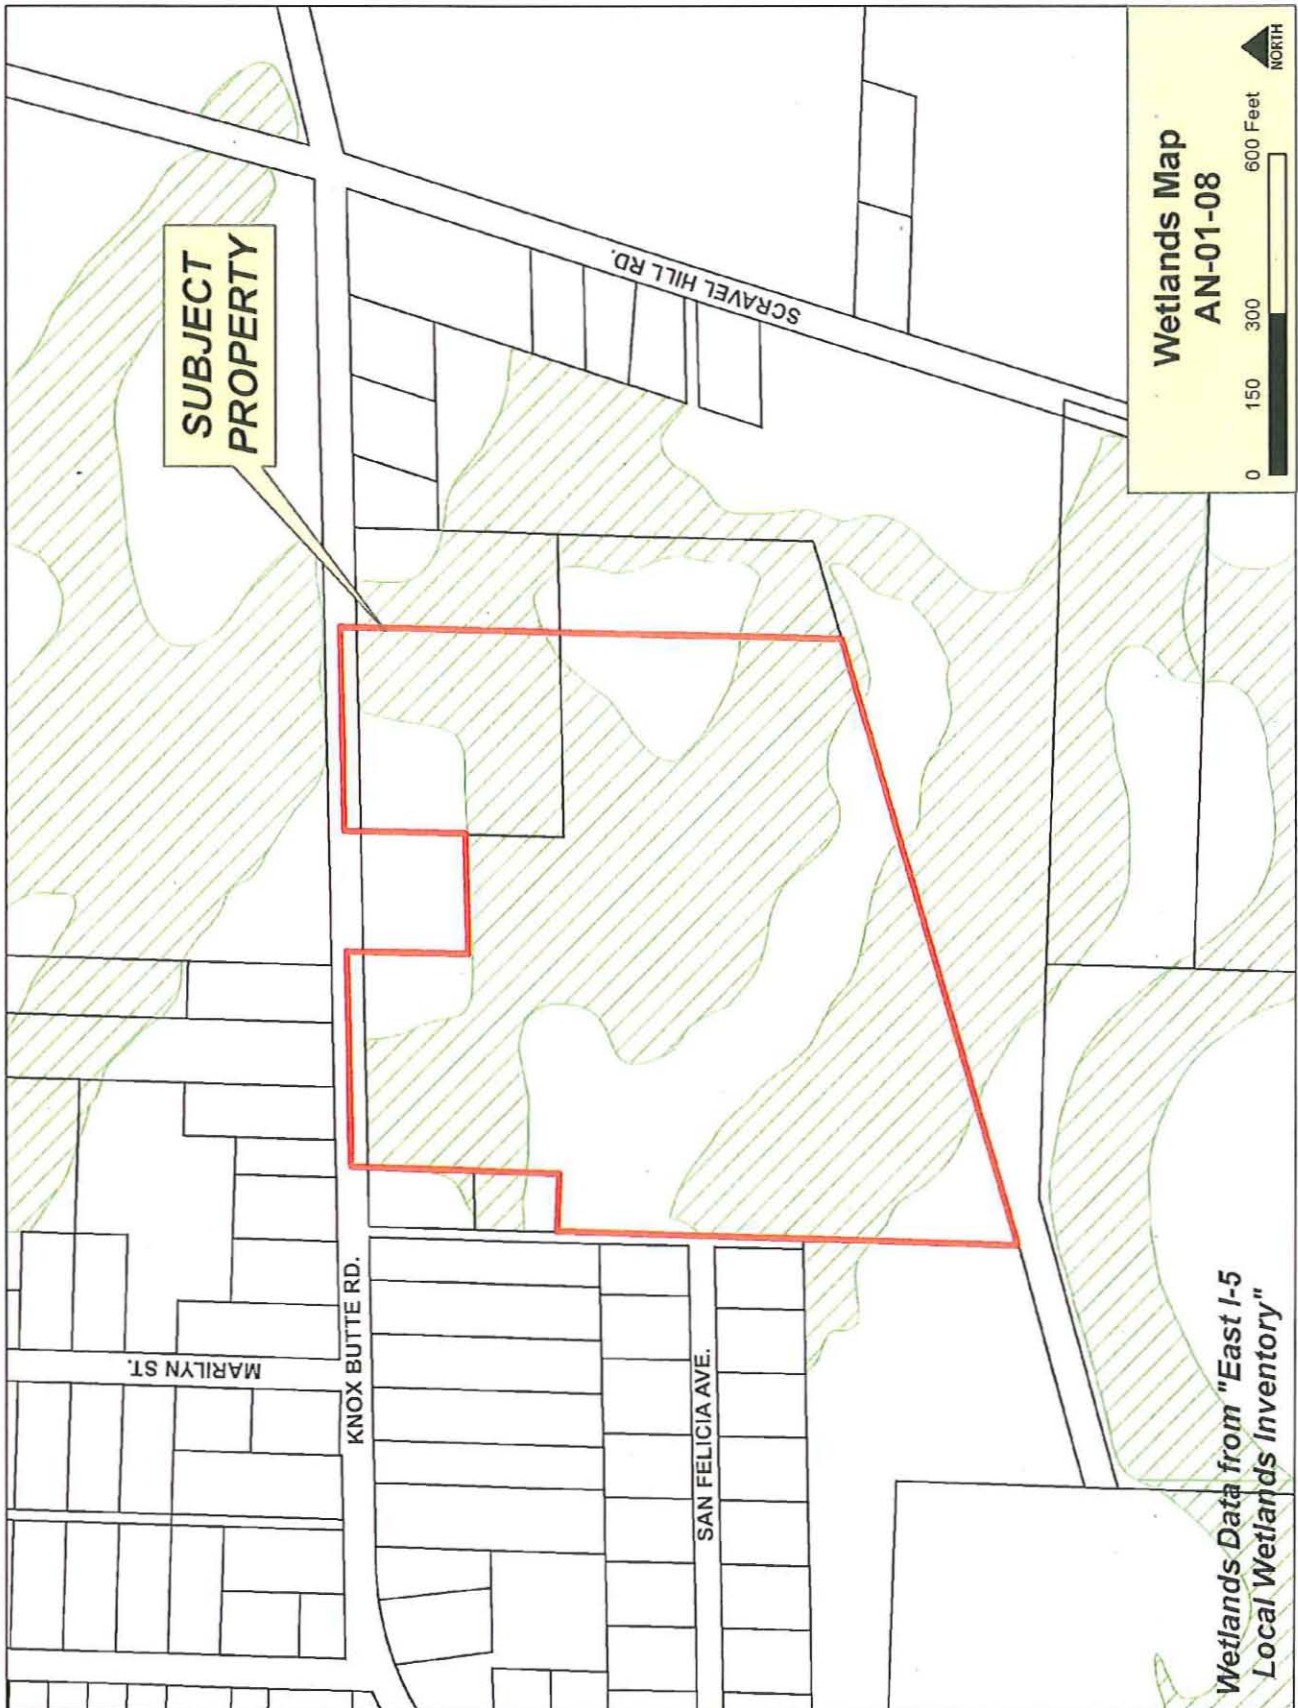 SUBJECT
PROPERTY
SCRAVEL HILL RD.
MARILYN ST.
KNOX BUTTE RD.
SAN FELICIA AVE.
Wetlands Data from "East I-5
Local Wetlands Inventory"
Wetlands Map
AN-01-08
0 150 300 600 Feet
NORTH